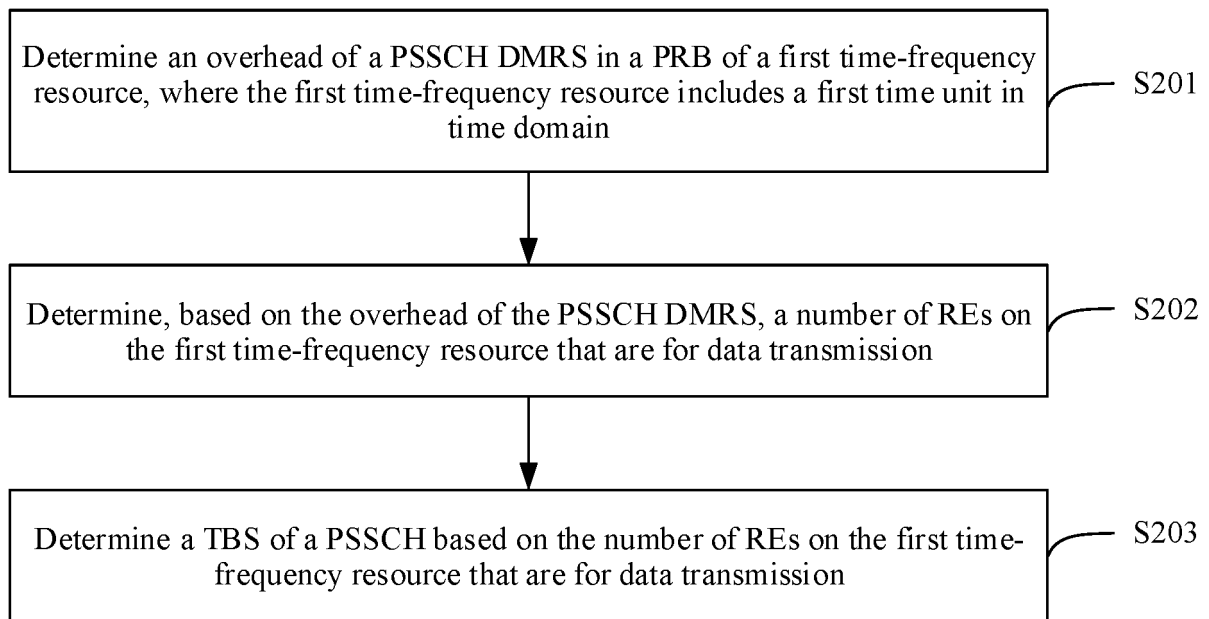 Determine an overhead of a PSSCH DMRS in a PRB of a first time-frequency
resource, where the first time-frequency resource includes a first time unit in
time domain
S201
Determine, based on the overhead of the PSSCH DMRS, a number of REs on
the first time-frequency resource that are for data transmission
S202
Determine a TBS of a PSSCH based on the number of REs on the first time-
frequency resource that are for data transmission
S203